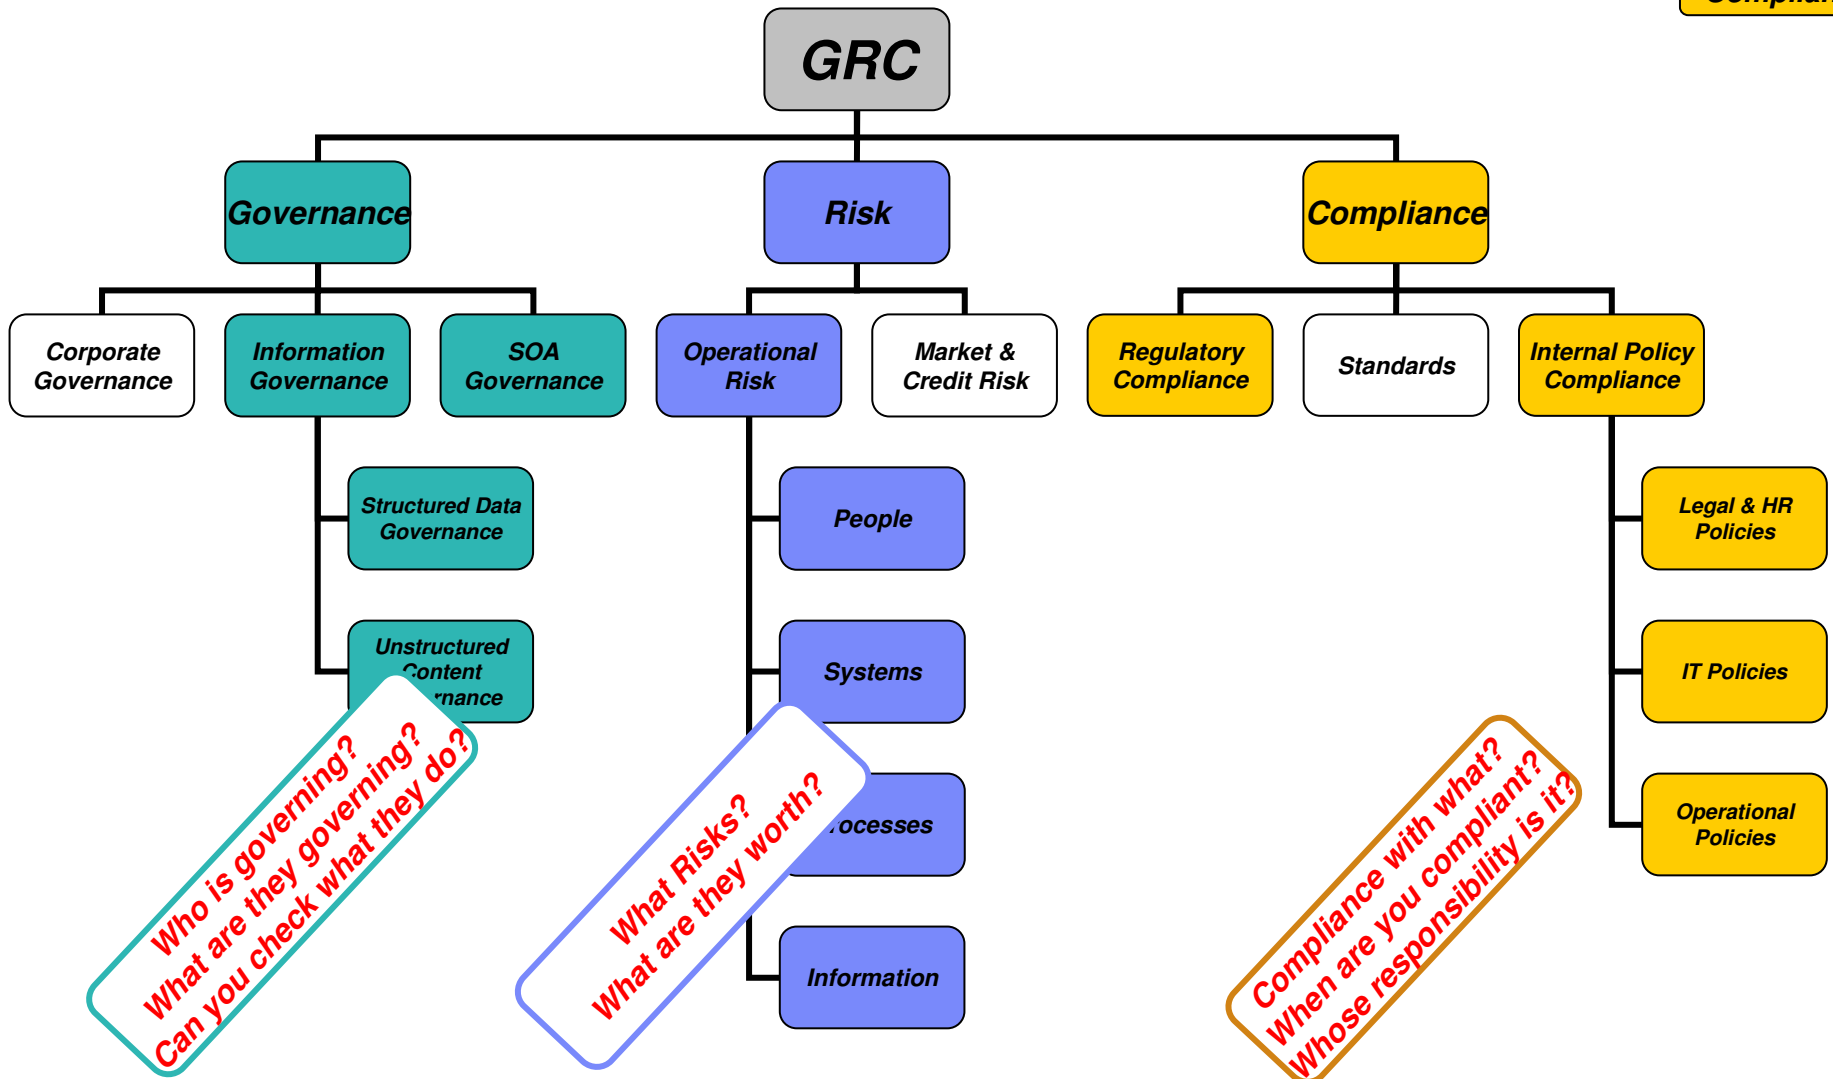 GRC
Governance
Risk
Compliance
Corporate
Governance
Information
Governance
SOA
Governance
Operational
Risk
Market &
Credit Risk
Regulatory
Compliance
Standards
Internal Policy
Compliance
Structured Data
Governance
People
Legal & HR
Policies
Unstructured
Content
Systems
IT Policies
Operational
Policies
Information
Who is governing?
What are they governing?
Can you check what they do?
What Risks?
What are they worth?
Compliance with what?
When are you compliant?
Whose responsibility is it?